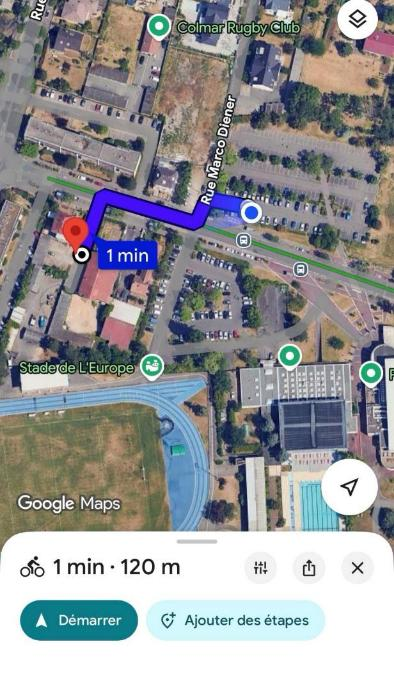 Rue
Colmar Rugby Club
Rue Marco Diener
1 min
Stade de L'Europe
Google Maps
1 min · 120 m
Démarrer
Ajouter des étapes